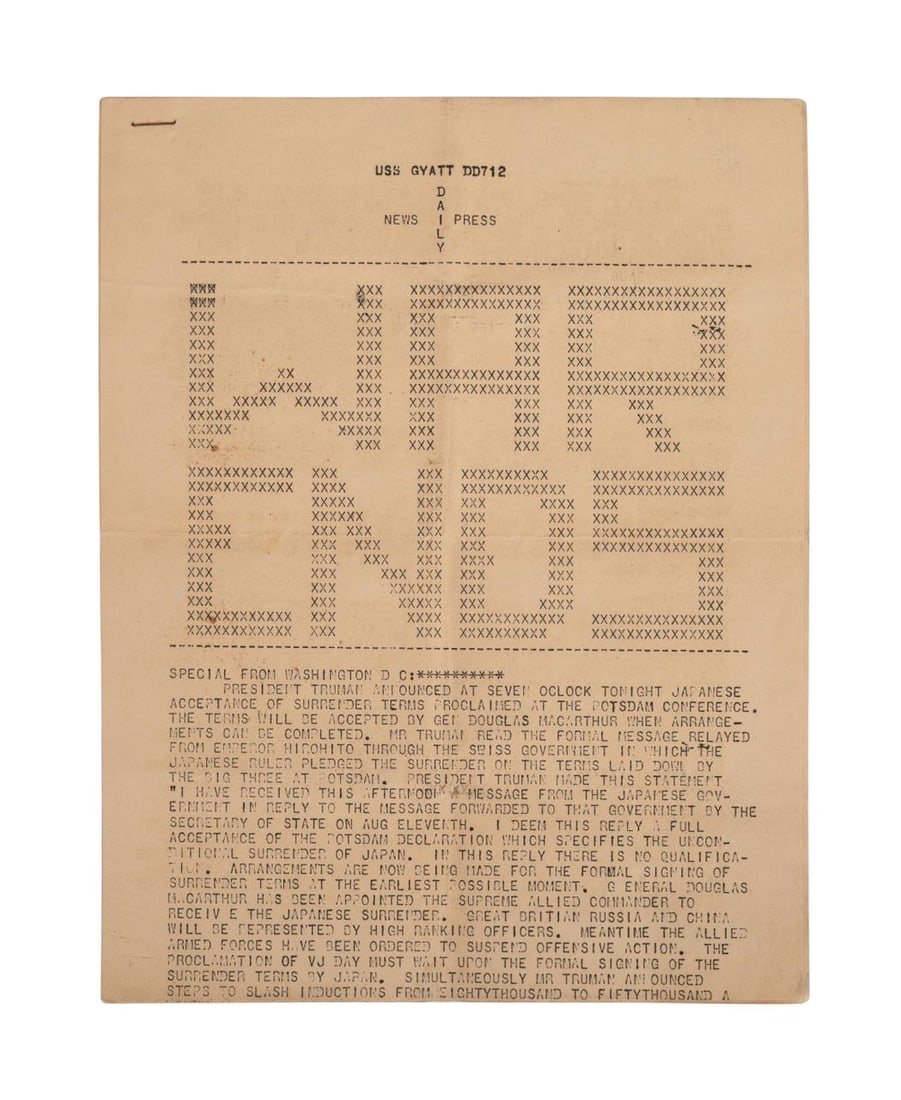 USS GYATT DD712
D
A
NEWS I PRESS
L
Y
WAR
ENDS
SPECIAL FROM WASHINGTON D C:**********
PRESIDENT TRUMAN ANNOUNCED AT SEVEN OCLOCK TONIGHT JAPANESE
ACCEPTANCE OF SURRENDER TERMS PROCLAIMED AT THE POTSDAM CONFERENCE.
THE TERMS WILL BE ACCEPTED BY GEN DOUGLAS MACARTHUR WHEN ARRANGE-
MENTS CAN BE COMPLETED. MR TRUMAN READ THE FORMAL MESSAGE RELAYED
FROM EMPEROR HIROHITO THROUGH THE SWISS GOVERNMENT IN WHICH THE
JAPANESE RULER PLEDGED THE SURRENDER ON THE TERMS LAID DOWN BY
THE BIG THREE AT POTSDAM. PRESIDENT TRUMAN MADE THIS STATEMENT
"I HAVE RECEIVED THIS AFTERNOON A MESSAGE FROM THE JAPANESE GOV-
ERNMENT IN REPLY TO THE MESSAGE FORWARDED TO THAT GOVERNMENT BY THE
SECRETARY OF STATE ON AUG ELEVENTH. I DEEM THIS REPLY A FULL
ACCEPTANCE OF THE POTSDAM DECLARATION WHICH SPECIFIES THE UNCON-
DITIONAL SURRENDER OF JAPAN. IN THIS REPLY THERE IS NO QUALIFICA-
TION. ARRANGEMENTS ARE NOW BEING MADE FOR THE FORMAL SIGNING OF
SURRENDER TERMS AT THE EARLIEST POSSIBLE MOMENT. G ENERAL DOUGLAS
MACARTHUR HAS BEEN APPOINTED THE SUPREME ALLIED COMMANDER TO
RECEIV E THE JAPANESE SURRENDER. GREAT BRITIAN RUSSIA AND CHINA
WILL BE REPRESENTED BY HIGH RANKING OFFICERS. MEANTIME THE ALLIED
ARMED FORCES HAVE BEEN ORDERED TO SUSPEND OFFENSIVE ACTION. THE
PROCLAMATION OF VJ DAY MUST WAIT UPON THE FORMAL SIGNING OF THE
SURRENDER TERMS BY JAPAN. SIMULTANEOUSLY MR TRUMAN ANNOUNCED
STEPS TO SLASH INDUCTIONS FROM EIGHTYTHOUSAND TO FIFTYTHOUSAND A